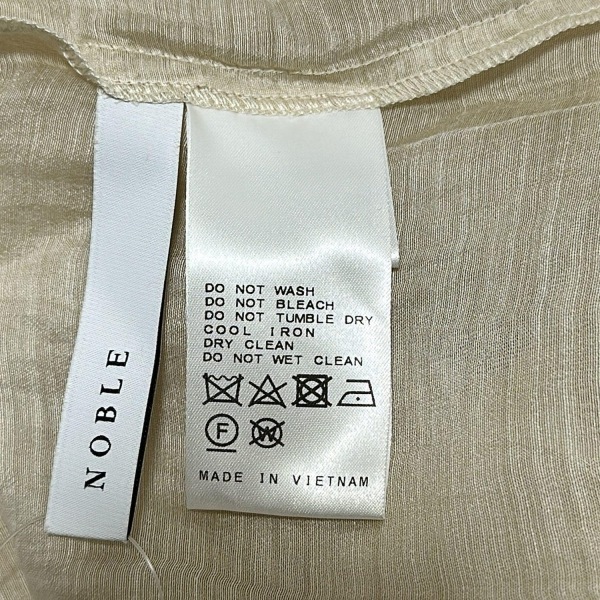 NOBLE
DO NOT WASH
DO NOT BLEACH
DO NOT TUMBLE DRY
COOL IRON
DRY CLEAN
DO NOT WET CLEAN
F W
MADE IN VIETNAM